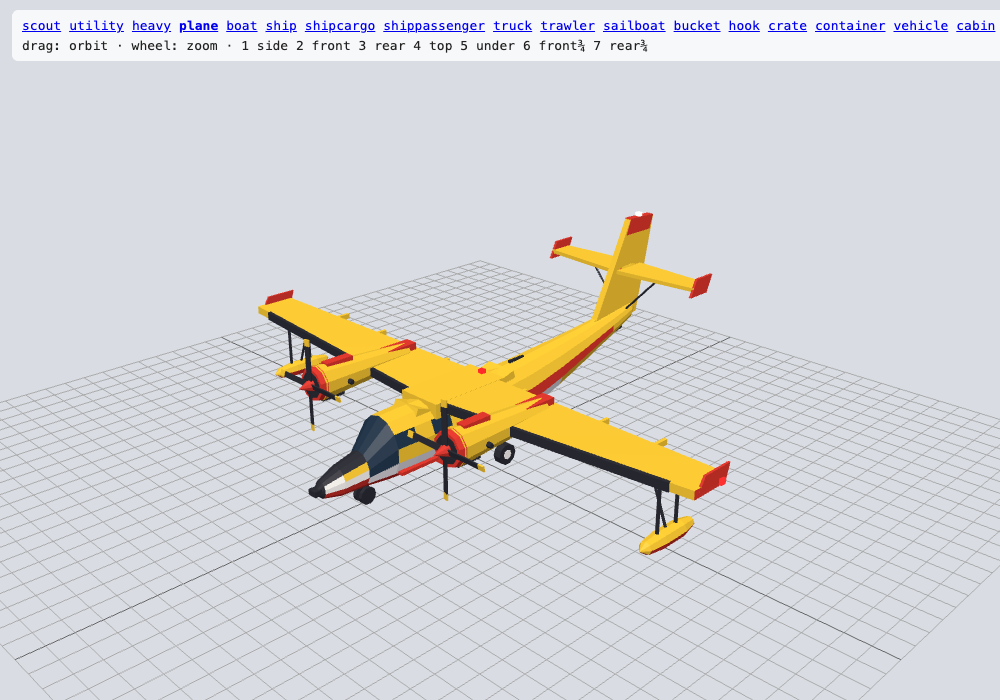 scout utility heavy plane boat ship shipcargo shippassenger truck trawler sailboat bucket hook crate container vehicle cabin
drag: orbit · wheel: zoom · 1 side 2 front 3 rear 4 top 5 under 6 front¾ 7 rear¾